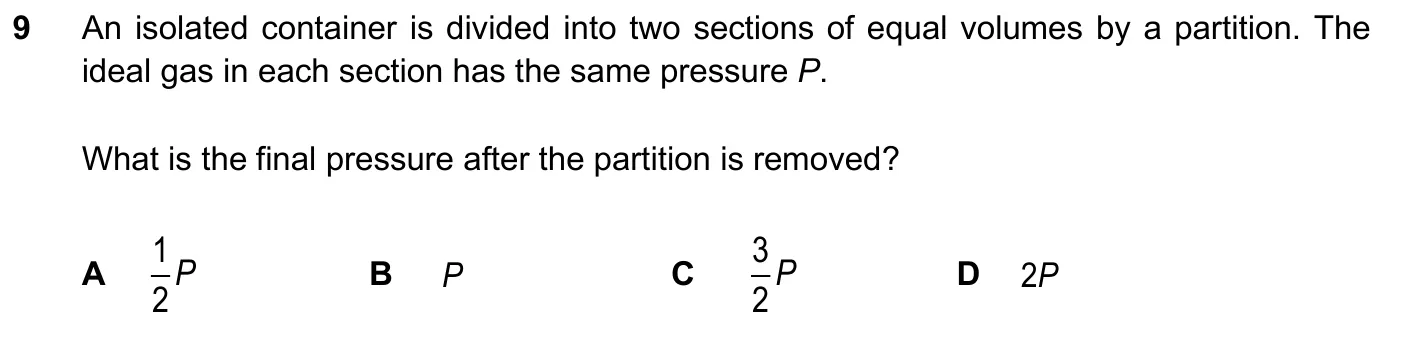 9 An isolated container is divided into two sections of equal volumes by a partition. The
ideal gas in each section has the same pressure P.
What is the final pressure after the partition is removed?
A 1/2 P B P C 3/2 P D 2P